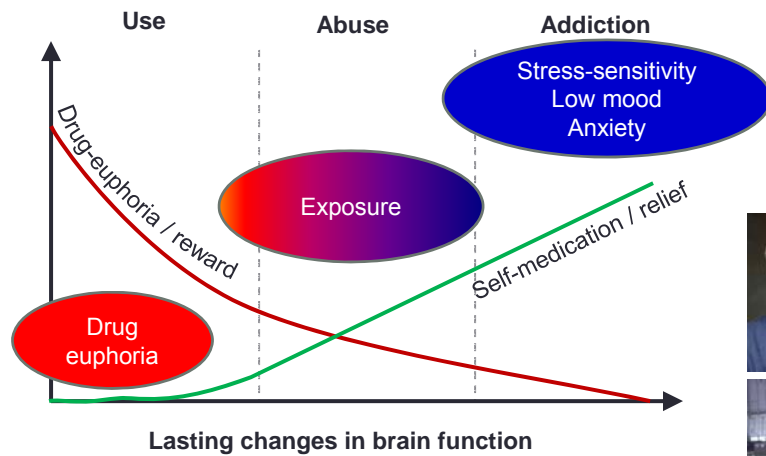 Use
Abuse
Addiction
Stress-sensitivity
Low mood
Anxiety
Drug-euphoria / reward
Exposure
Self-medication / relief
Drug
euphoria
Lasting changes in brain function